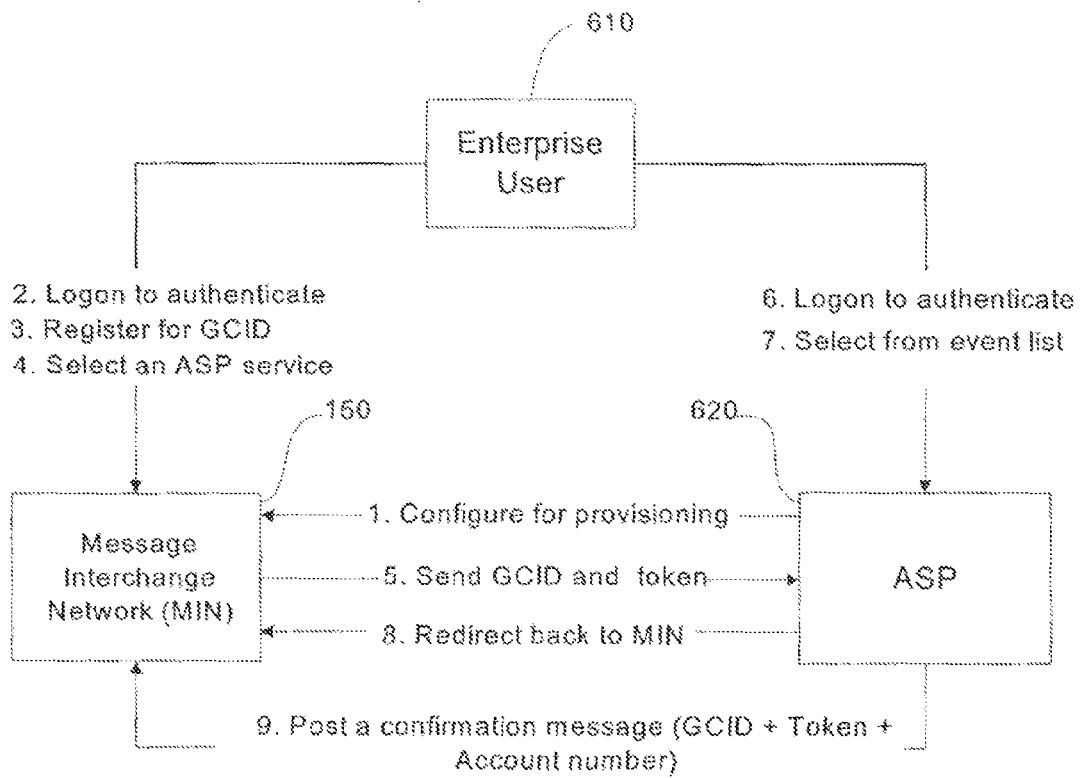 610
Enterprise
User
2. Logon to authenticate
3. Register for GCID
4. Select an ASP service
6. Logon to authenticate
7. Select from event list
150
620
Message
Interchange
Network (MIN)
1. Configure for provisioning
5. Send GCID and token
8. Redirect back to MIN
ASP
9. Post a confirmation message (GCID + Token +
Account number)